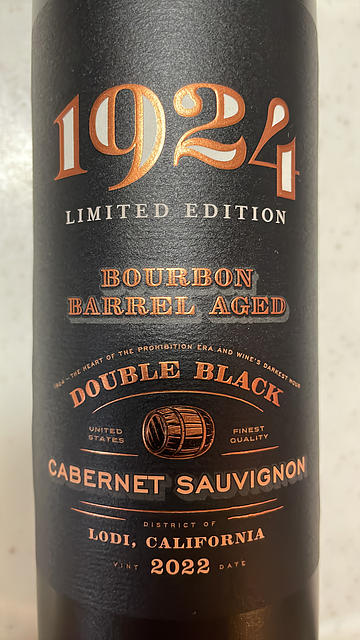 1924
LIMITED EDITION
BOURBON
BARREL AGED
1924 – THE HEART OF THE PROHIBITION ERA AND WINE'S DARKEST HOUR
DOUBLE BLACK
UNITED
STATES
FINEST
QUALITY
CABERNET SAUVIGNON
DISTRICT OF
LODI, CALIFORNIA
VINT 2022 DATE